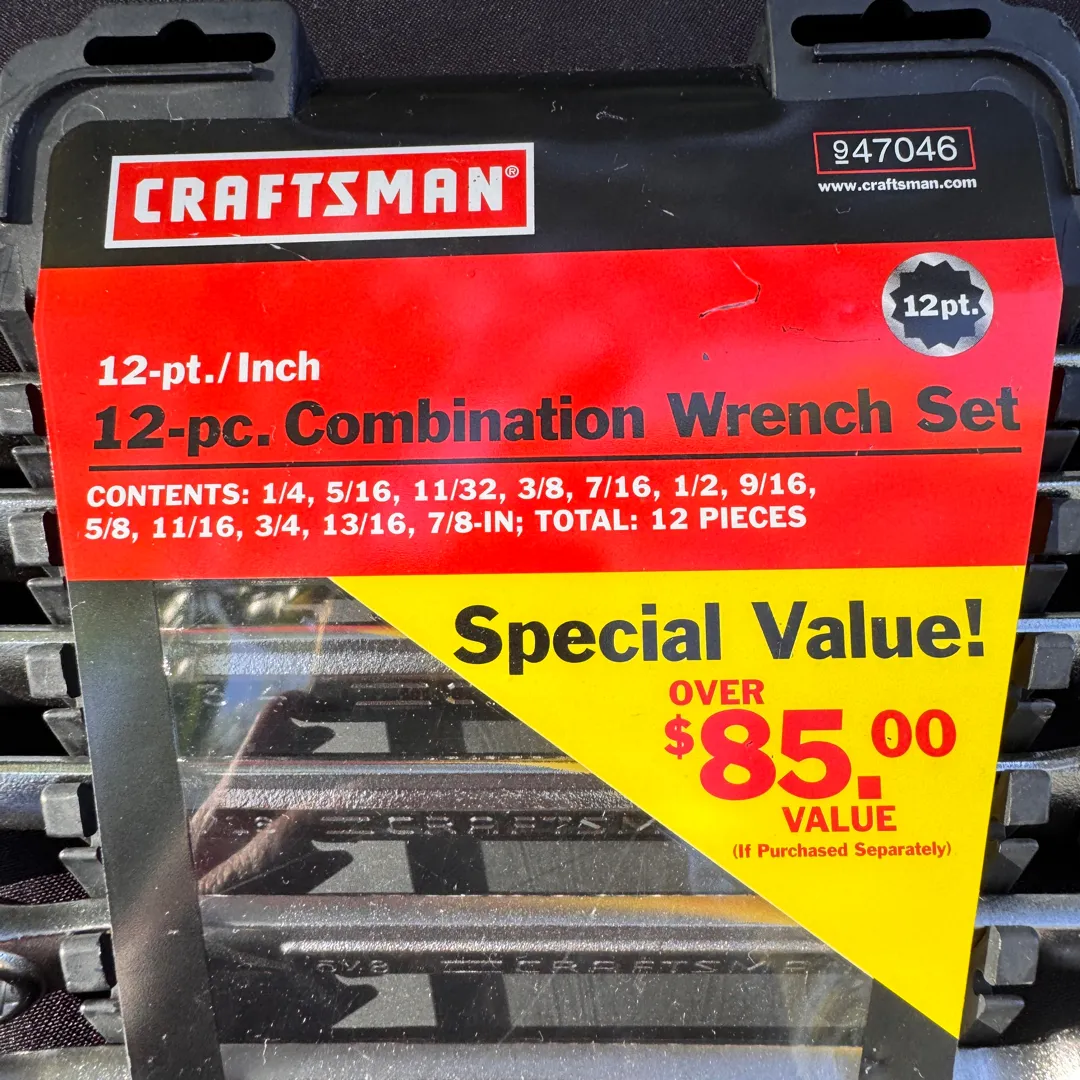 CRAFTSMAN®
947046
www.craftsman.com
12pt.
12-pt./Inch
12-pc. Combination Wrench Set
CONTENTS: 1/4, 5/16, 11/32, 3/8, 7/16, 1/2, 9/16,
5/8, 11/16, 3/4, 13/16, 7/8-IN; TOTAL: 12 PIECES
Special Value!
OVER
$85.00
VALUE
(If Purchased Separately)